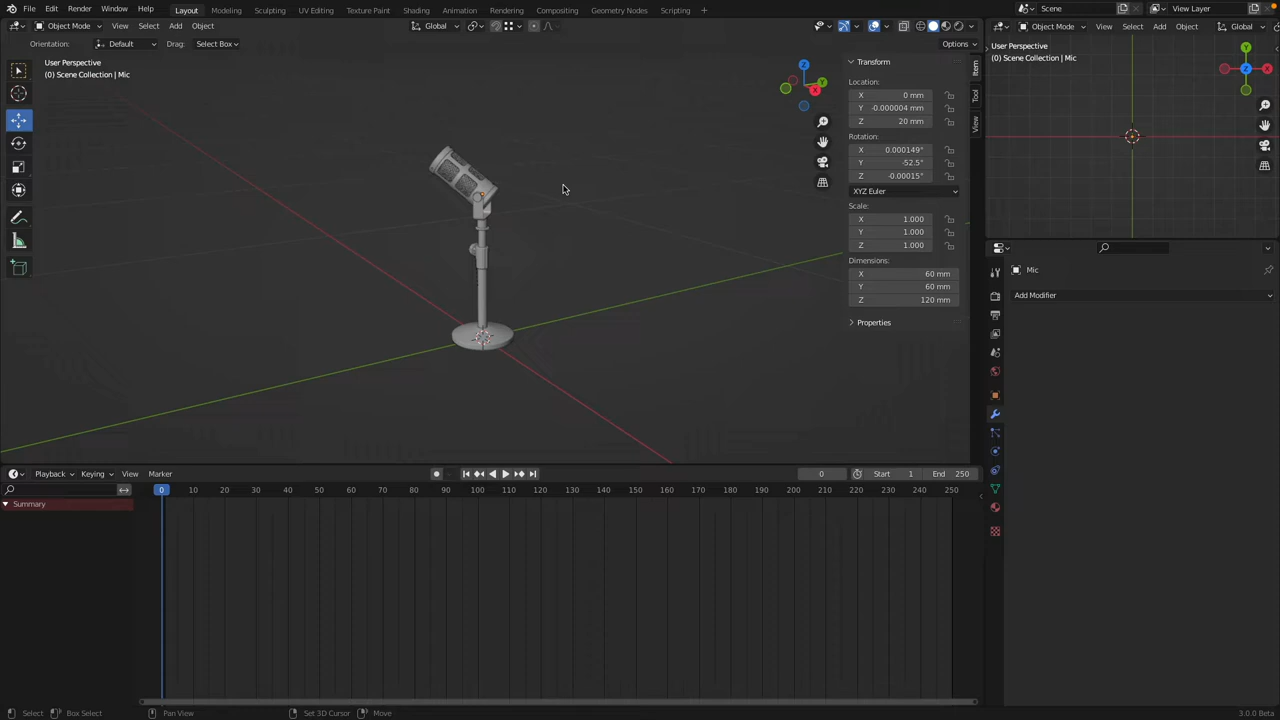 File Edit Render Window Help Layout Modeling Sculpting UV Editing Texture Paint Shading Animation Rendering Compositing Geometry Nodes Scripting + Scene View Layer
Object Mode View Select Add Object Global Object Mode View Select Add Object Global
Orientation: Default Drag: Select Box Options
User Perspective
(0) Scene Collection | Mic
User Perspective
(0) Scene Collection | Mic
Z
Y
X
Y
X
Z
Item
Tool
View
Transform
Location:
X 0 mm
Y -0.000004 mm
Z 20 mm
Rotation:
X 0.000149°
Y -52.5°
Z -0.00015°
XYZ Euler
Scale:
X 1.000
Y 1.000
Z 1.000
Dimensions:
X 60 mm
Y 60 mm
Z 120 mm
Properties
Mic
Add Modifier
Playback Keying View Marker 0 Start 1 End 250
0 10 20 30 40 50 60 70 80 90 100 110 120 130 140 150 160 170 180 190 200 210 220 230 240 250
Summary
Select Box Select Pan View Set 3D Cursor Move 3.0.0 Beta